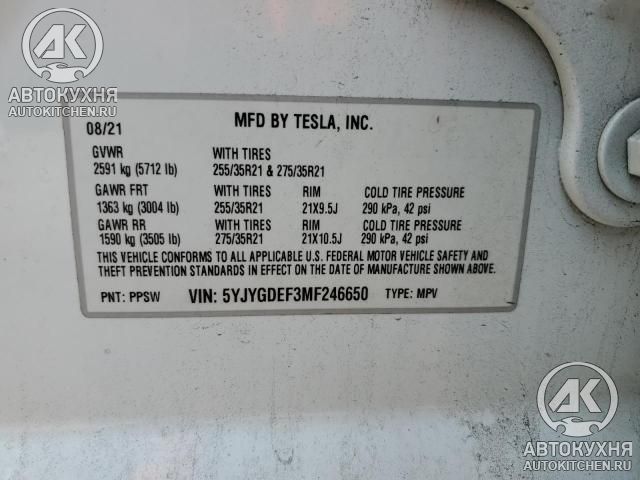 AK
АВТОКУХНЯ
AUTOKITCHEN.RU
08/21 MFD BY TESLA, INC.
GVWR WITH TIRES
2591 kg (5712 lb) 255/35R21 & 275/35R21
GAWR FRT WITH TIRES RIM COLD TIRE PRESSURE
1363 kg (3004 lb) 255/35R21 21X9.5J 290 kPa, 42 psi
GAWR RR WITH TIRES RIM COLD TIRE PRESSURE
1590 kg (3505 lb) 275/35R21 21X10.5J 290 kPa, 42 psi
THIS VEHICLE CONFORMS TO ALL APPLICABLE U.S. FEDERAL MOTOR VEHICLE SAFETY AND
THEFT PREVENTION STANDARDS IN EFFECT ON THE DATE OF MANUFACTURE SHOWN ABOVE.
PNT: PPSW VIN: 5YJYGDEF3MF246650 TYPE: MPV
AK
АВТОКУХНЯ
AUTOKITCHEN.RU